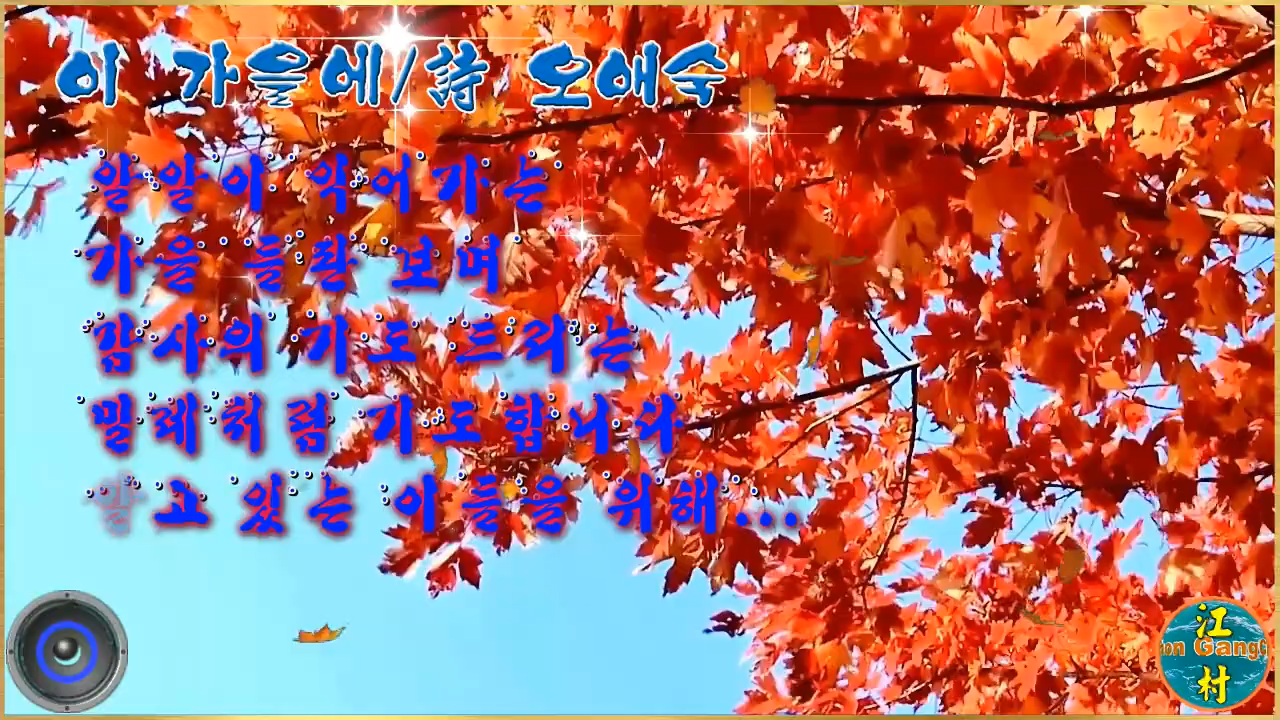 이 가을에/詩 오애숙
알알이 익어가는
가을 들판 보며
감사의 기도 드리는
밀레처럼 기도합니다
고 있는 이들을 위해...
江
村